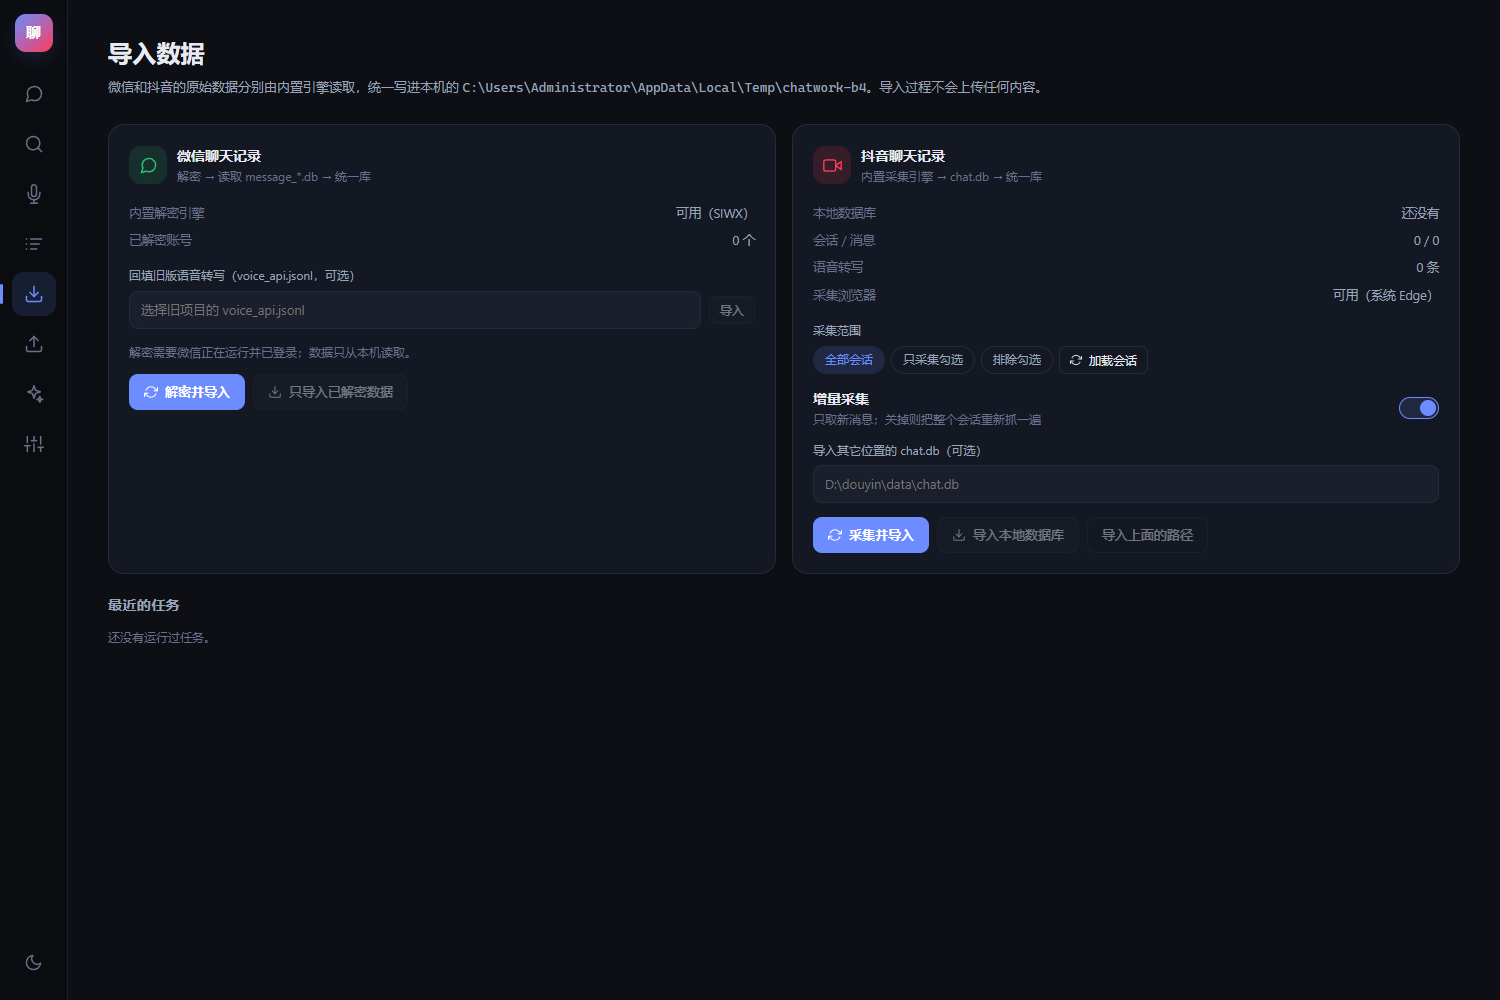 聊
导入数据
微信和抖音的原始数据分别由内置引擎读取，统一写进本机的 C:\Users\Administrator\AppData\Local\Temp\chatwork-b4。导入过程不会上传任何内容。
微信聊天记录
解密 → 读取 message_*.db → 统一库
内置解密引擎 可用（SIWX）
已解密账号 0 个
回填旧版语音转写（voice_api.jsonl，可选）
选择旧项目的 voice_api.jsonl 导入
解密需要微信正在运行并已登录；数据只从本机读取。
解密并导入 只导入已解密数据
抖音聊天记录
内置采集引擎 → chat.db → 统一库
本地数据库 还没有
会话 / 消息 0 / 0
语音转写 0 条
采集浏览器 可用（系统 Edge）
采集范围
全部会话 只采集勾选 排除勾选 加载会话
增量采集
只取新消息；关掉则把整个会话重新抓一遍
导入其它位置的 chat.db（可选）
D:\douyin\data\chat.db
采集并导入 导入本地数据库 导入上面的路径
最近的任务
还没有运行过任务。